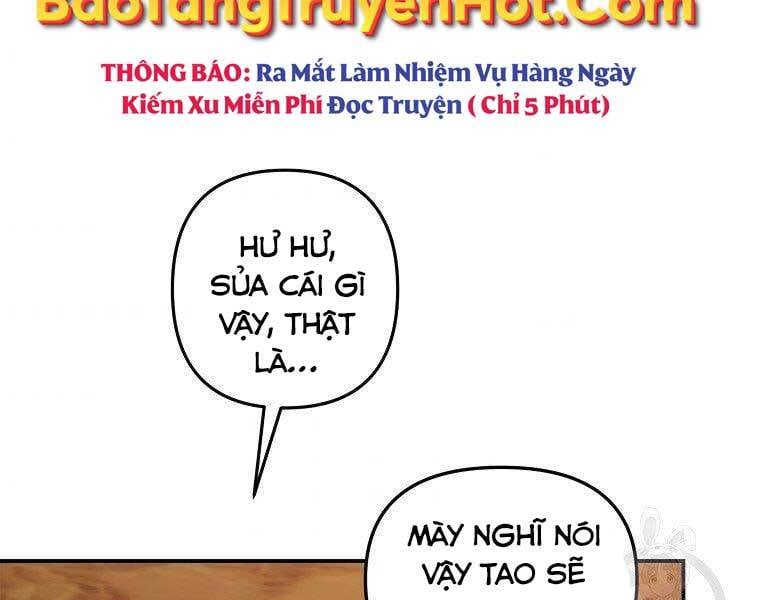 BaoTangTruyenHot.Com
THÔNG BÁO: Ra Mắt Làm Nhiệm Vụ Hàng Ngày
Kiếm Xu Miễn Phí Đọc Truyện ( Chỉ 5 Phút)
HƯ HƯ,
SỦA CÁI GÌ
VẬY, THẬT
LÀ...
MÀY NGHĨ NÓI
VẬY TAO SẼ